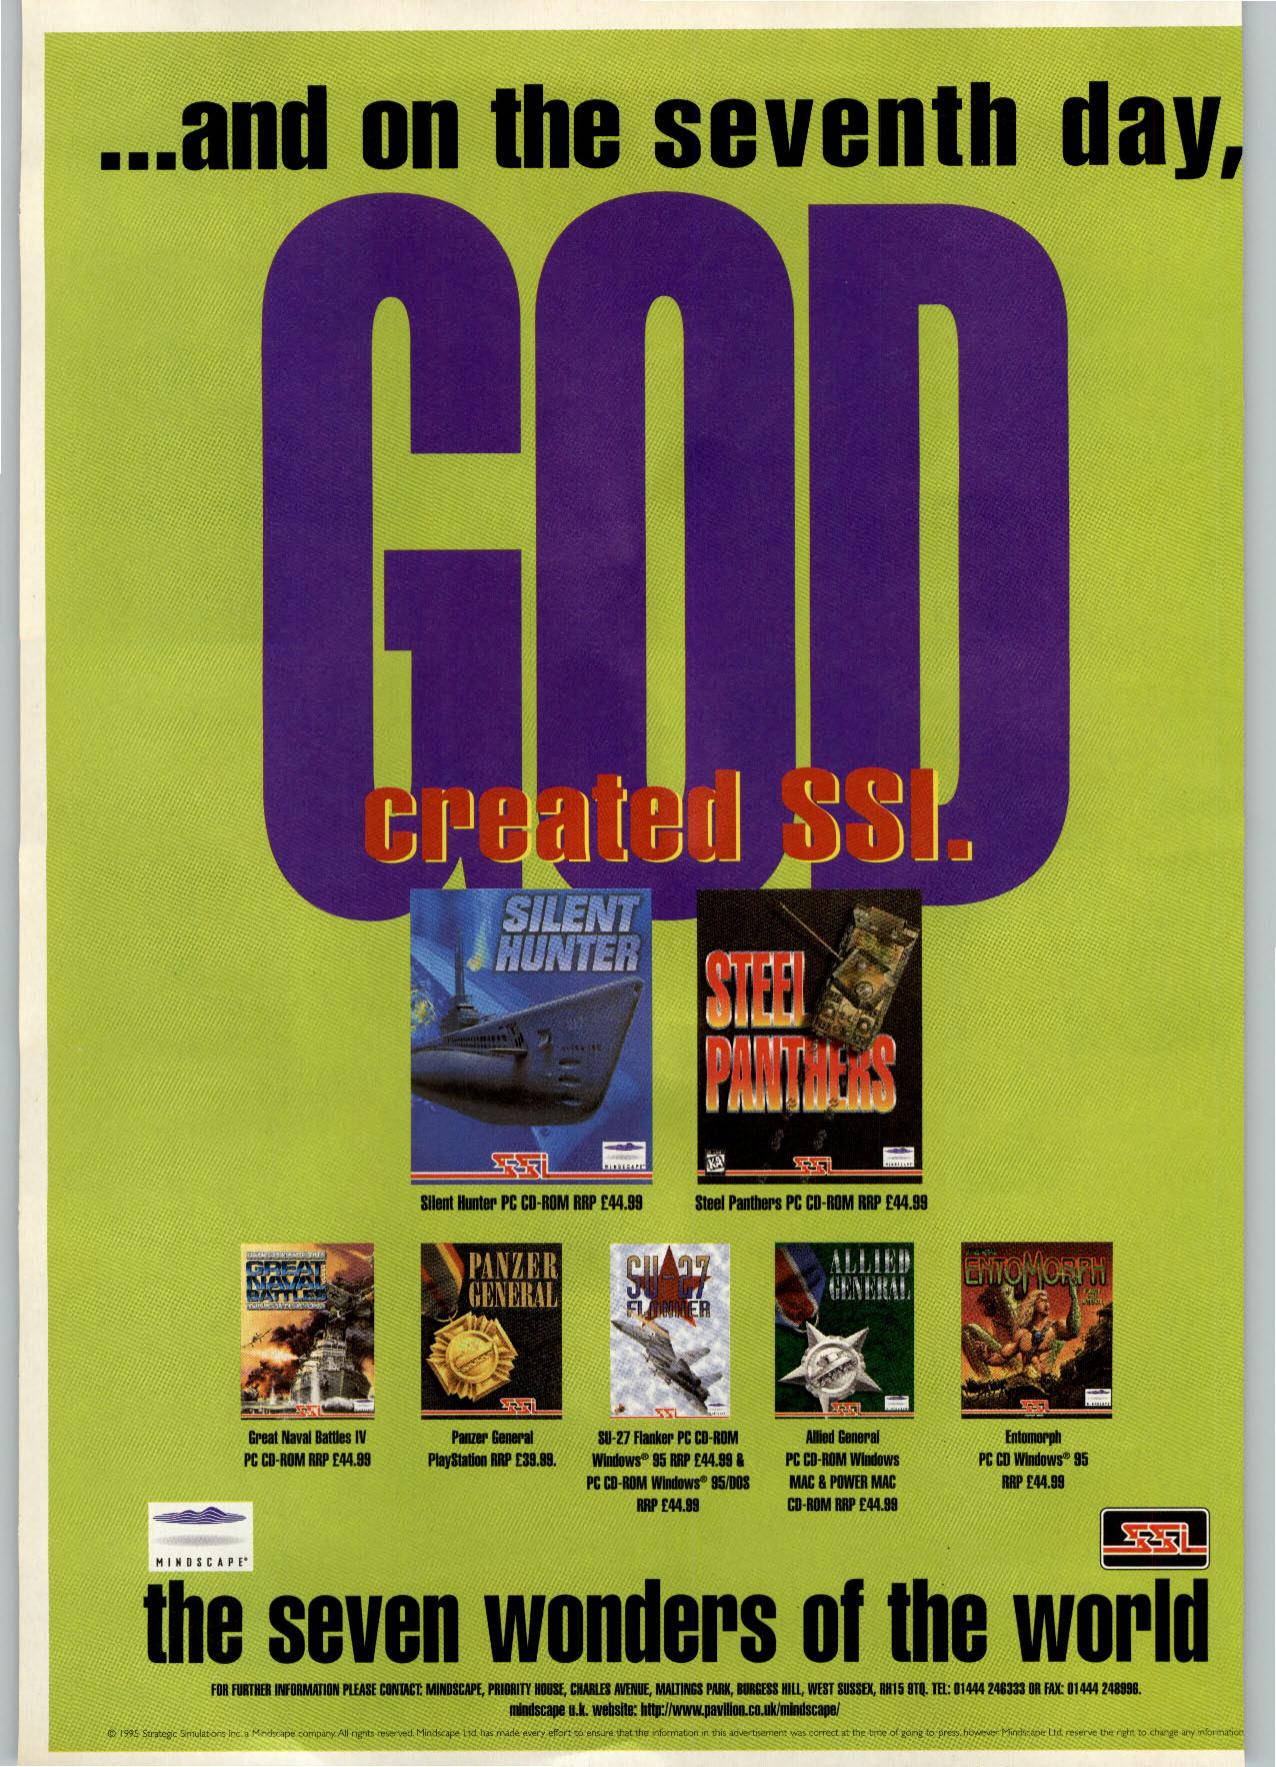 ...and on the seventh day,
GOD
created SSI.
SILENT
HUNTER
SSI
MINDSCAPE
STEEL
PANTHERS
K-A
SSI
MINDSCAPE
Silent Hunter PC CD-ROM RRP £44.99
Steel Panthers PC CD-ROM RRP £44.99
GREAT
NAVAL
BATTLES
SSI
PANZER
GENERAL
SSI
SU-27
FLANKER
SSI
ALLIED
GENERAL
SSI
ENTOMORPH
SSI
Great Naval Battles IV
PC CD-ROM RRP £44.99
Panzer General
PlayStation RRP £39.99.
SU-27 Flanker PC CD-ROM
Windows® 95 RRP £44.99 &
PC CD-ROM Windows® 95/DOS
RRP £44.99
Allied General
PC CD-ROM Windows
MAC & POWER MAC
CD-ROM RRP £44.99
Entomorph
PC CD Windows® 95
RRP £44.99
MINDSCAPE®
SSI
the seven wonders of the world
FOR FURTHER INFORMATION PLEASE CONTACT: MINDSCAPE, PRIORITY HOUSE, CHARLES AVENUE, MALTINGS PARK, BURGESS HILL, WEST SUSSEX, RH15 9TQ. TEL: 01444 246333 OR FAX: 01444 248996.
mindscape u.k. website: http://www.pavilion.co.uk/mindscape/
© 1995 Strategic Simulations Inc. a Mindscape company. All rights reserved. Mindscape Ltd. has made every effort to ensure that the information in this advertisement was correct at the time of going to press, however Mindscape Ltd. reserve the right to change any information